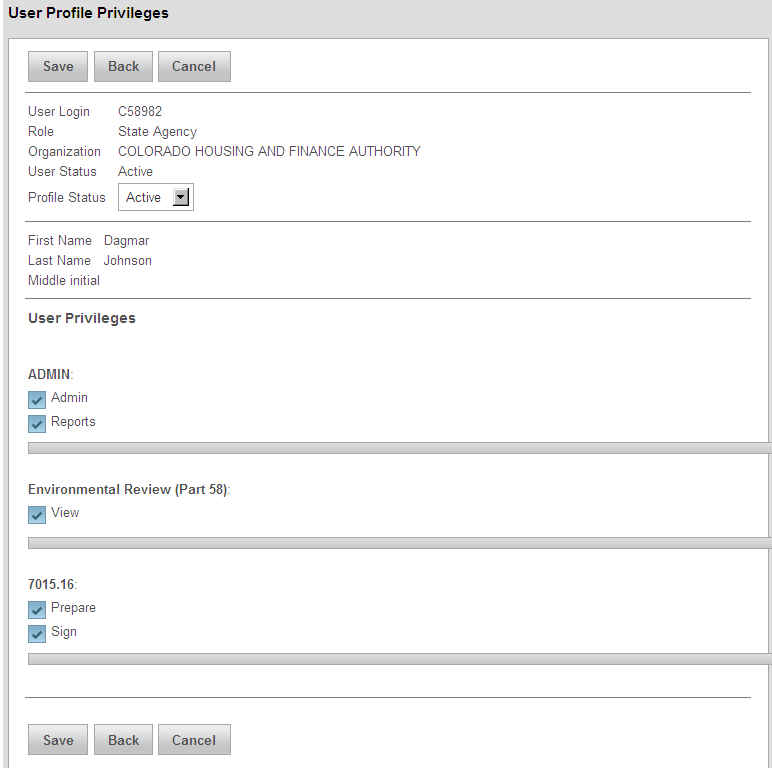 User Profile Privileges
Save Back Cancel
User Login C58982
Role State Agency
Organization COLORADO HOUSING AND FINANCE AUTHORITY
User Status Active
Profile Status Active
First Name Dagmar
Last Name Johnson
Middle initial
User Privileges
ADMIN:
Admin
Reports
Environmental Review (Part 58):
View
7015.16:
Prepare
Sign
Save Back Cancel